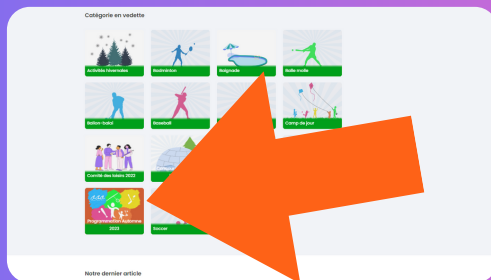 Catégorie en vedette
Activités hivernales
Badminton
Baignade
Balle-molle
Ballon-balai
Baseball
Camp de jour
Comité des loisirs 2022
Programmation Automne
2022
Soccer
Notre dernier article